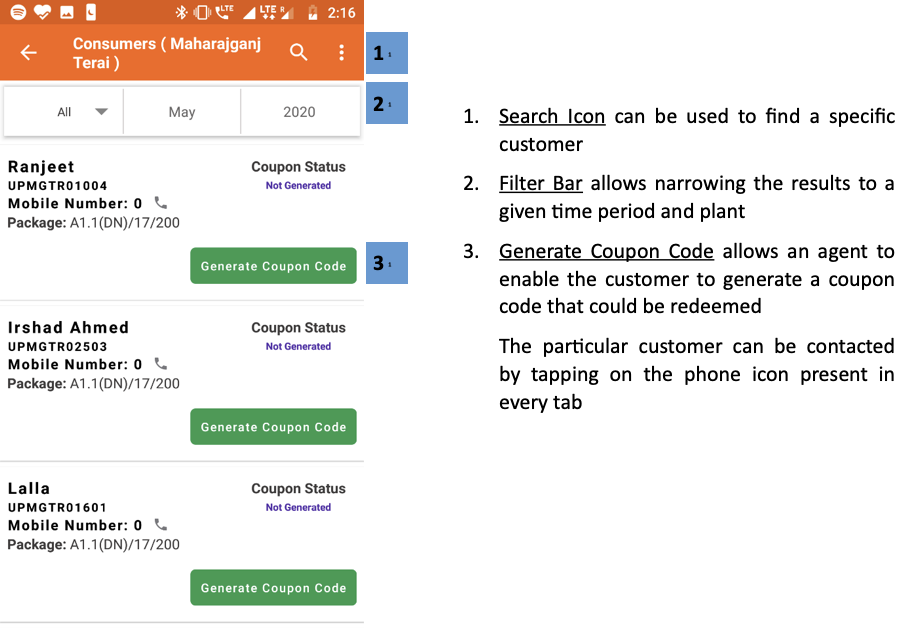 LTE LTE R 2:16
Consumers ( Maharajganj
Terai )
All May 2020
Ranjeet
UPMGTR01004
Mobile Number: 0
Package: A1.1(DN)/17/200
Coupon Status
Not Generated
Generate Coupon Code
Irshad Ahmed
UPMGTR02503
Mobile Number: 0
Package: A1.1(DN)/17/200
Coupon Status
Not Generated
Generate Coupon Code
Lalla
UPMGTR01601
Mobile Number: 0
Package: A1.1(DN)/17/200
Coupon Status
Not Generated
Generate Coupon Code
1 1
2 1
3 1
1. Search Icon can be used to find a specific
customer
2. Filter Bar allows narrowing the results to a
given time period and plant
3. Generate Coupon Code allows an agent to
enable the customer to generate a coupon
code that could be redeemed
The particular customer can be contacted
by tapping on the phone icon present in
every tab